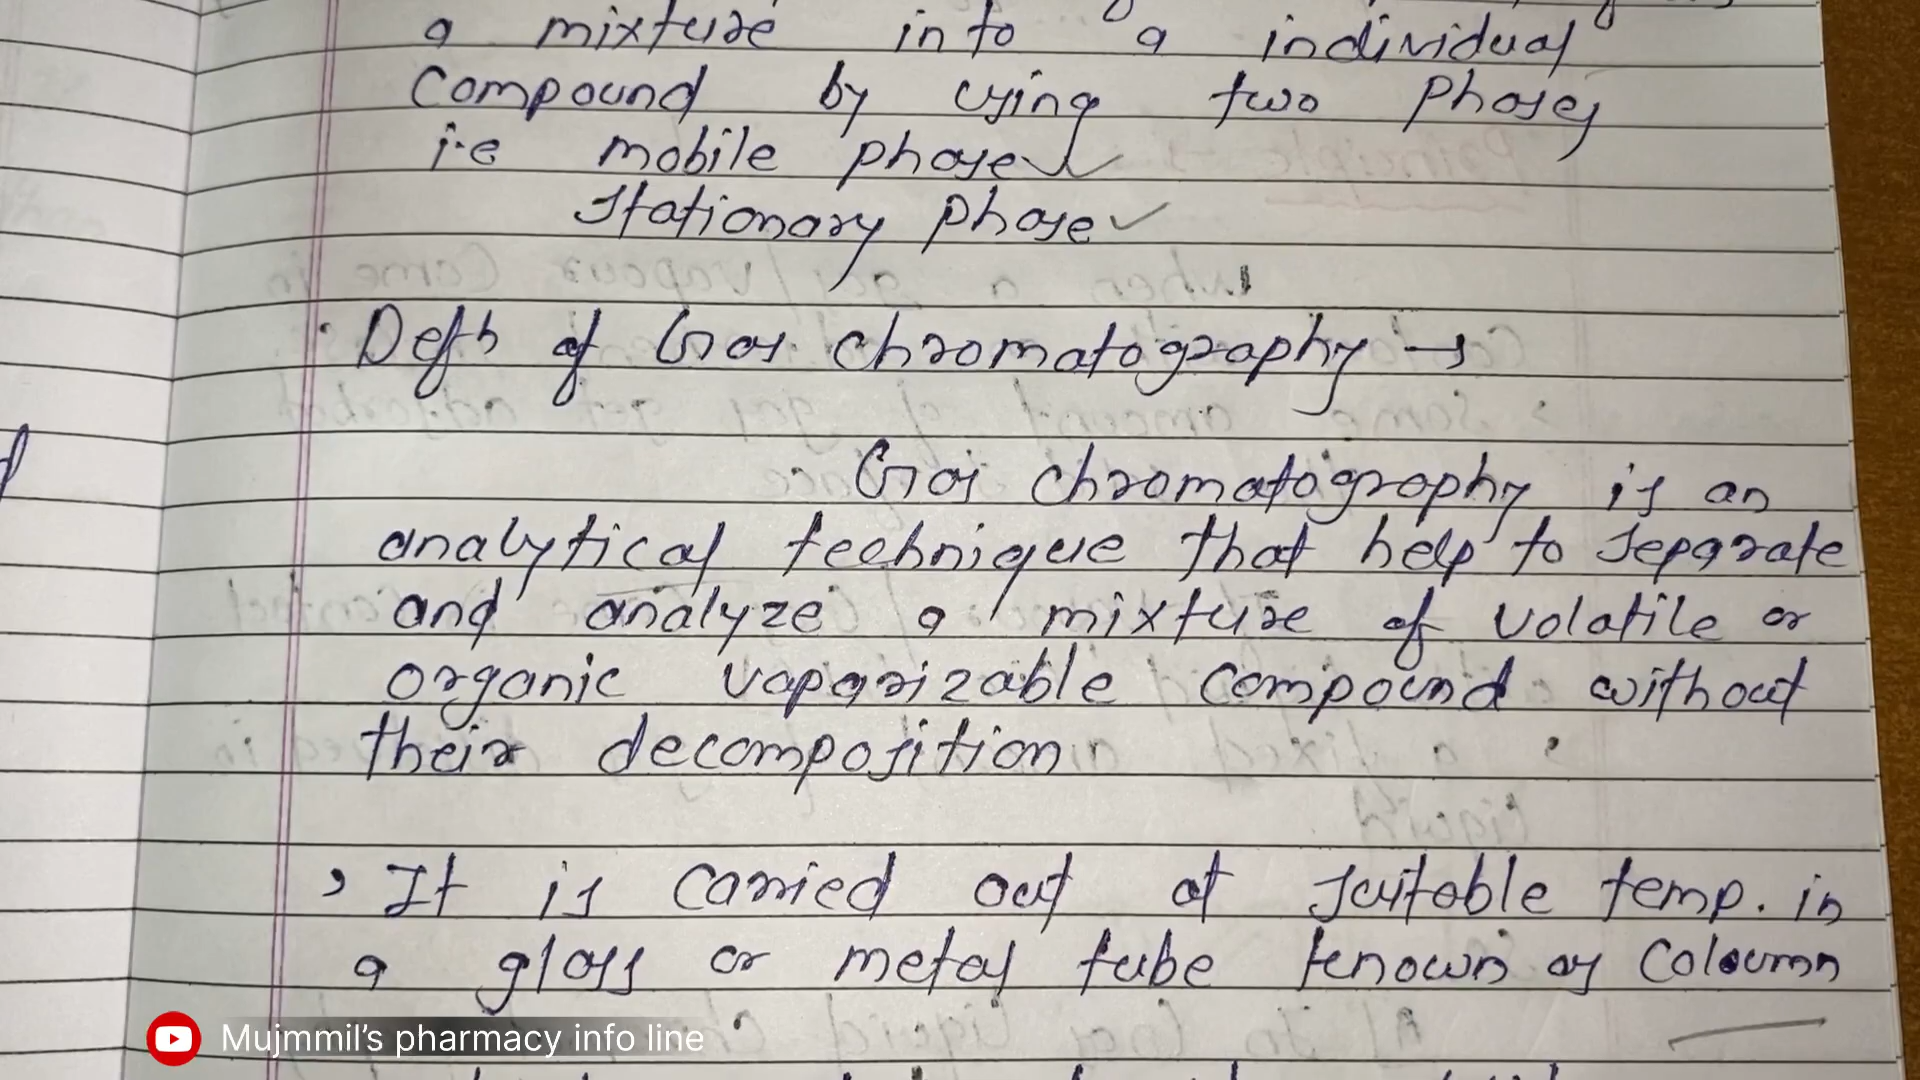 a mixture into a individual
Compound by using two phases
i.e mobile phase
Stationary phase
Defn of Gas chromatography →
Gas chromatography is an
analytical technique that help to separate
and analyze a mixture of volatile or
organic vaporizable compound without
their decomposition
It is carried out at suitable temp. in
a glass or metal tube known as Coloumn
Mujmmil's pharmacy info line